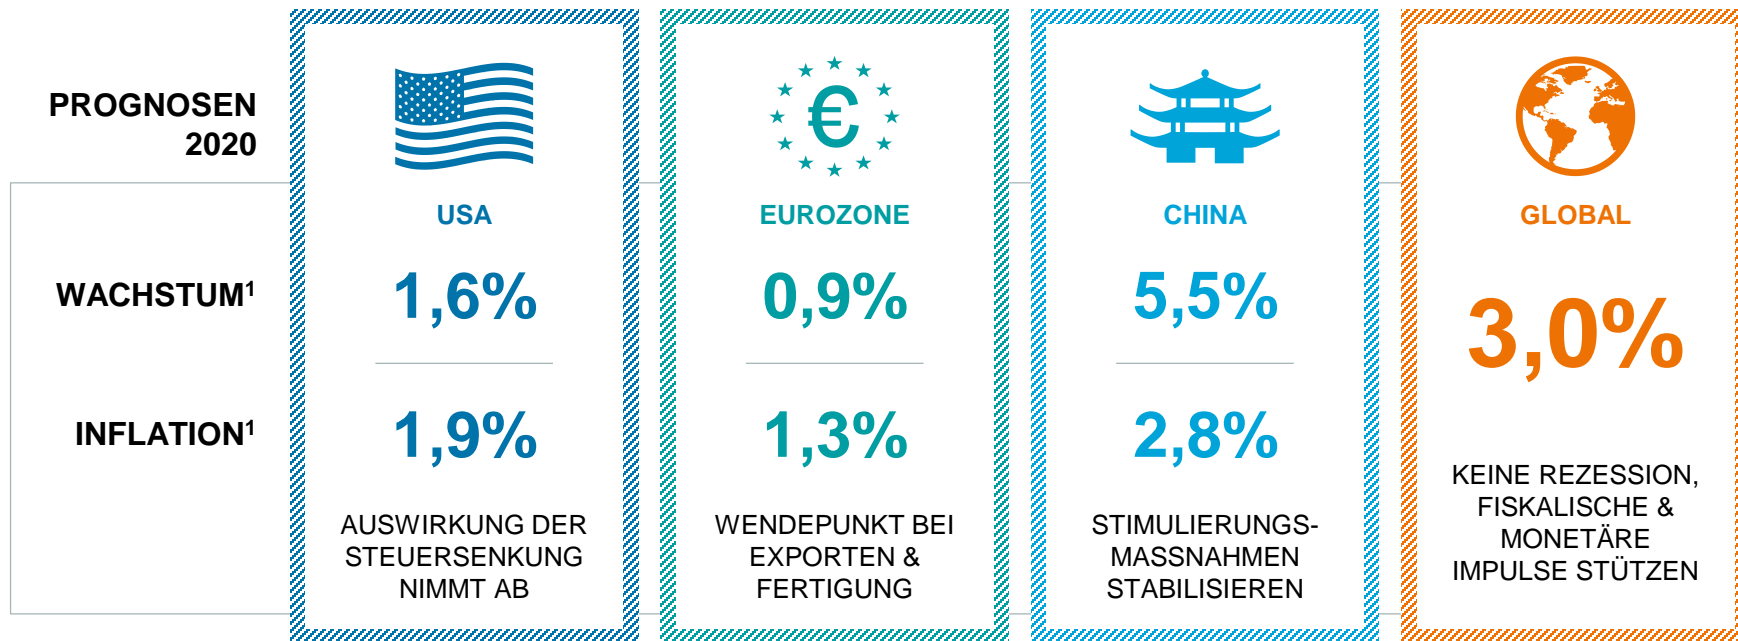 PROGNOSEN
2020
USA
EUROZONE
CHINA
GLOBAL
WACHSTUM¹
1,6%
0,9%
5,5%
3,0%
INFLATION¹
1,9%
1,3%
2,8%
AUSWIRKUNG DER
STEUERSENKUNG
NIMMT AB
WENDEPUNKT BEI
EXPORTEN &
FERTIGUNG
STIMULIERUNGS-
MASSNAHMEN
STABILISIEREN
KEINE REZESSION,
FISKALISCHE &
MONETÄRE
IMPULSE STÜTZEN